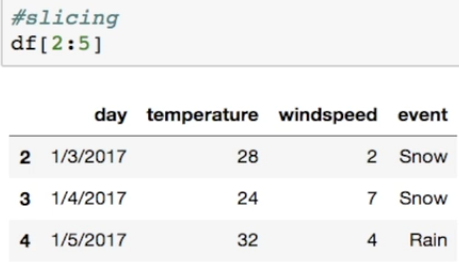 #slicing
df[2:5]
day temperature windspeed event
2 1/3/2017 28 2 Snow
3 1/4/2017 24 7 Snow
4 1/5/2017 32 4 Rain